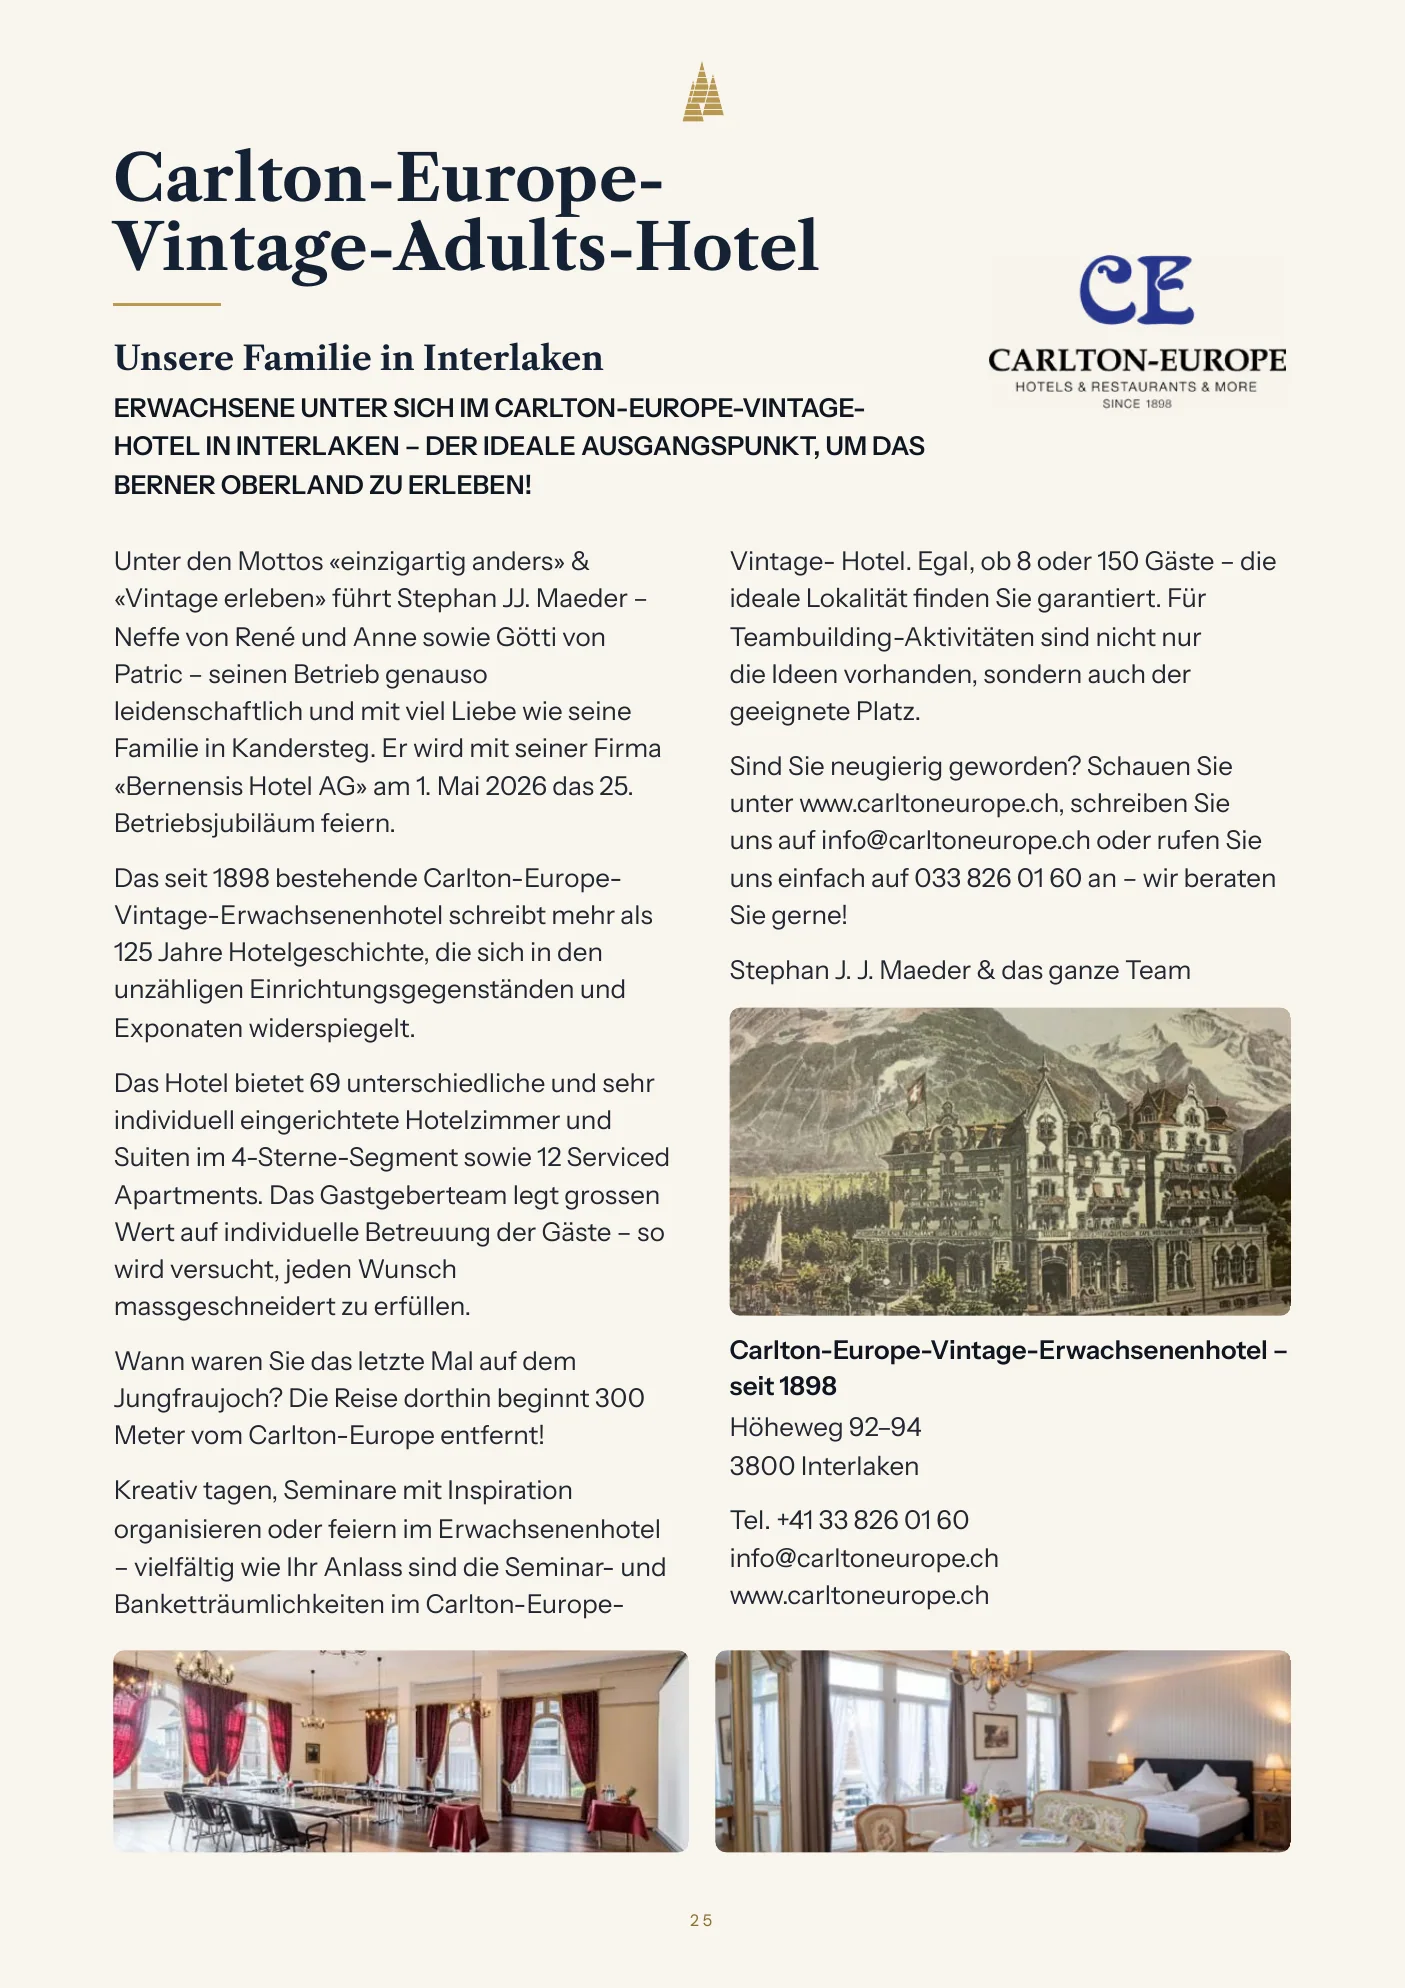 Carlton-Europe-
Vintage-Adults-Hotel
CE
CARLTON-EUROPE
HOTELS & RESTAURANTS & MORE
SINCE 1898
Unsere Familie in Interlaken
ERWACHSENE UNTER SICH IM CARLTON-EUROPE-VINTAGE-
HOTEL IN INTERLAKEN – DER IDEALE AUSGANGSPUNKT, UM DAS
BERNER OBERLAND ZU ERLEBEN!
Unter den Mottos «einzigartig anders» &
«Vintage erleben» führt Stephan JJ. Maeder –
Neffe von René und Anne sowie Götti von
Patric – seinen Betrieb genauso
leidenschaftlich und mit viel Liebe wie seine
Familie in Kandersteg. Er wird mit seiner Firma
«Bernensis Hotel AG» am 1. Mai 2026 das 25.
Betriebsjubiläum feiern.
Das seit 1898 bestehende Carlton-Europe-
Vintage-Erwachsenenhotel schreibt mehr als
125 Jahre Hotelgeschichte, die sich in den
unzähligen Einrichtungsgegenständen und
Exponaten widerspiegelt.
Das Hotel bietet 69 unterschiedliche und sehr
individuell eingerichtete Hotelzimmer und
Suiten im 4-Sterne-Segment sowie 12 Serviced
Apartments. Das Gastgeberteam legt grossen
Wert auf individuelle Betreuung der Gäste – so
wird versucht, jeden Wunsch
massgeschneidert zu erfüllen.
Wann waren Sie das letzte Mal auf dem
Jungfraujoch? Die Reise dorthin beginnt 300
Meter vom Carlton-Europe entfernt!
Kreativ tagen, Seminare mit Inspiration
organisieren oder feiern im Erwachsenenhotel
– vielfältig wie Ihr Anlass sind die Seminar- und
Banketträumlichkeiten im Carlton-Europe-
Vintage- Hotel. Egal, ob 8 oder 150 Gäste – die
ideale Lokalität finden Sie garantiert. Für
Teambuilding-Aktivitäten sind nicht nur
die Ideen vorhanden, sondern auch der
geeignete Platz.
Sind Sie neugierig geworden? Schauen Sie
unter www.carltoneurope.ch, schreiben Sie
uns auf info@carltoneurope.ch oder rufen Sie
uns einfach auf 033 826 01 60 an – wir beraten
Sie gerne!
Stephan J. J. Maeder & das ganze Team
Carlton-Europe-Vintage-Erwachsenenhotel –
seit 1898
Höheweg 92–94
3800 Interlaken
Tel. +41 33 826 01 60
info@carltoneurope.ch
www.carltoneurope.ch
25